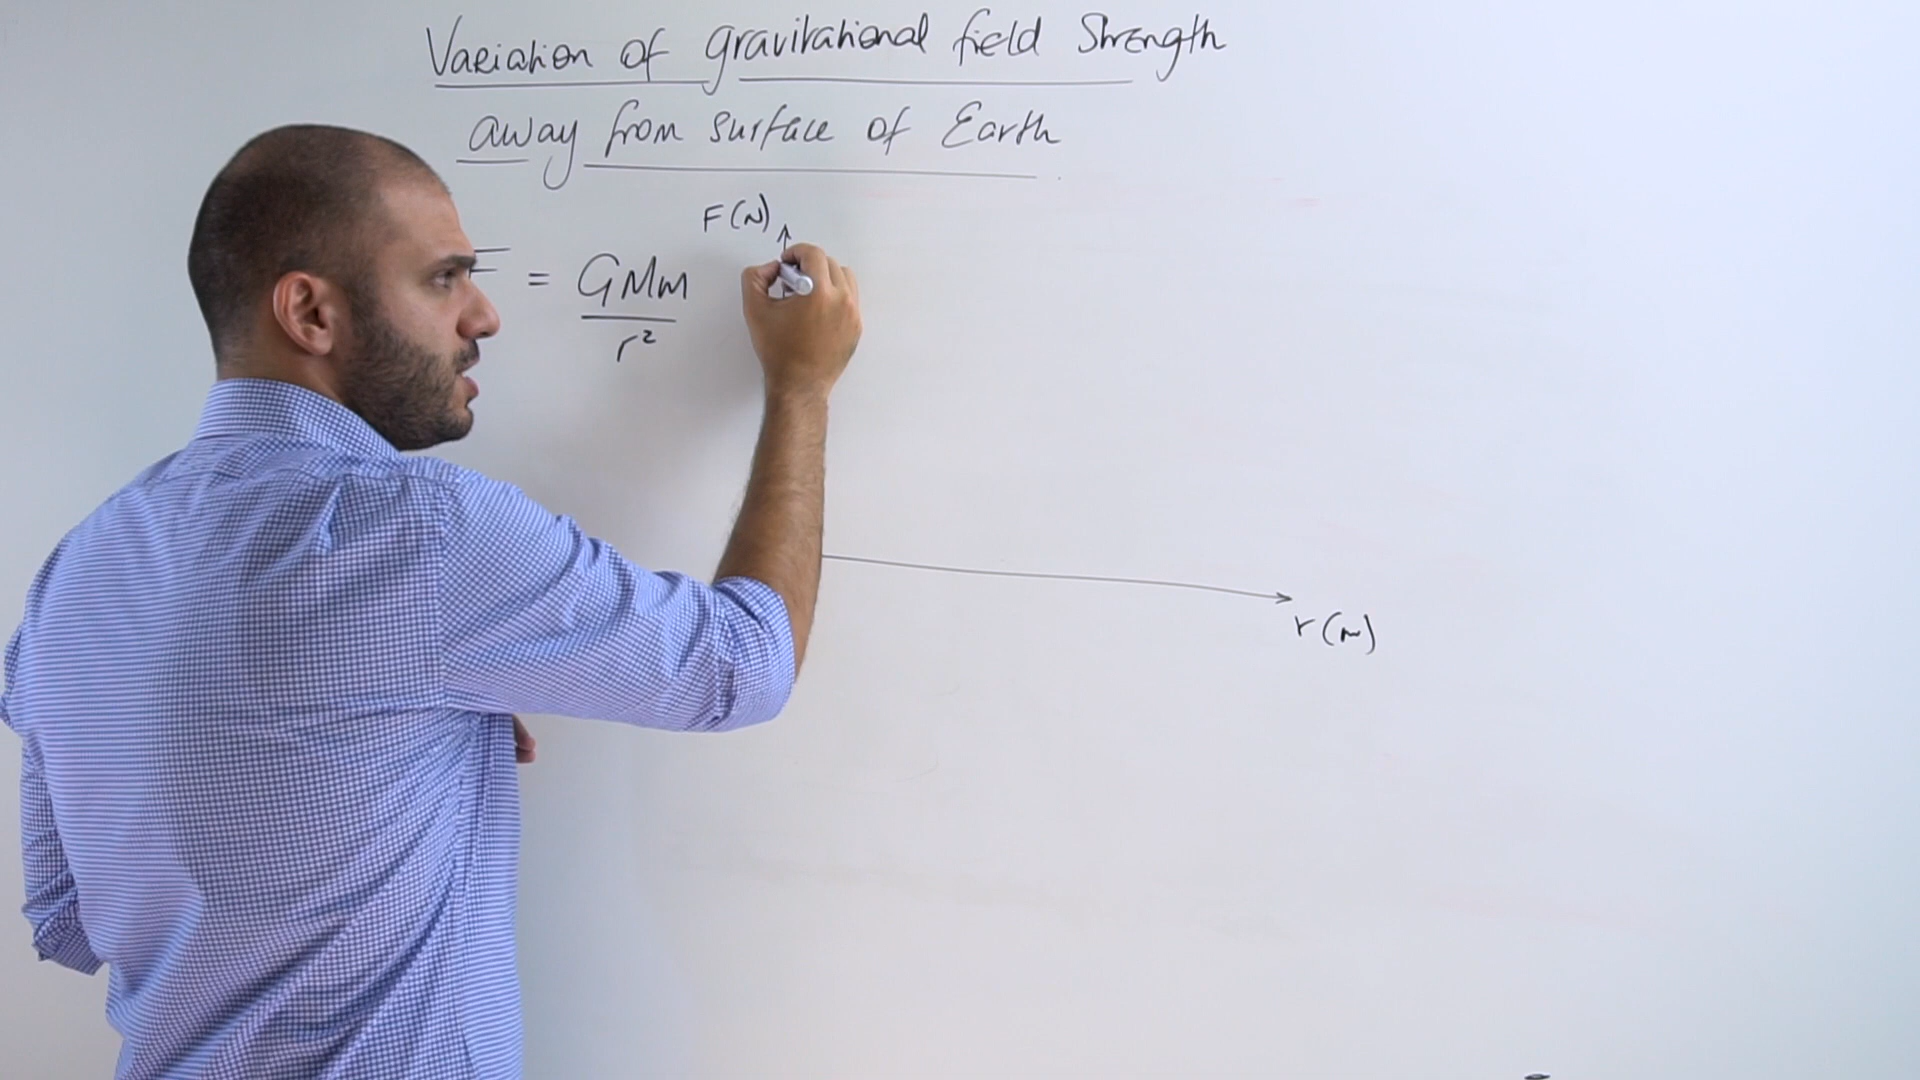 Variation of gravitational field Strength
away from surface of Earth
F(N)
F = GMm
r²
r(m)